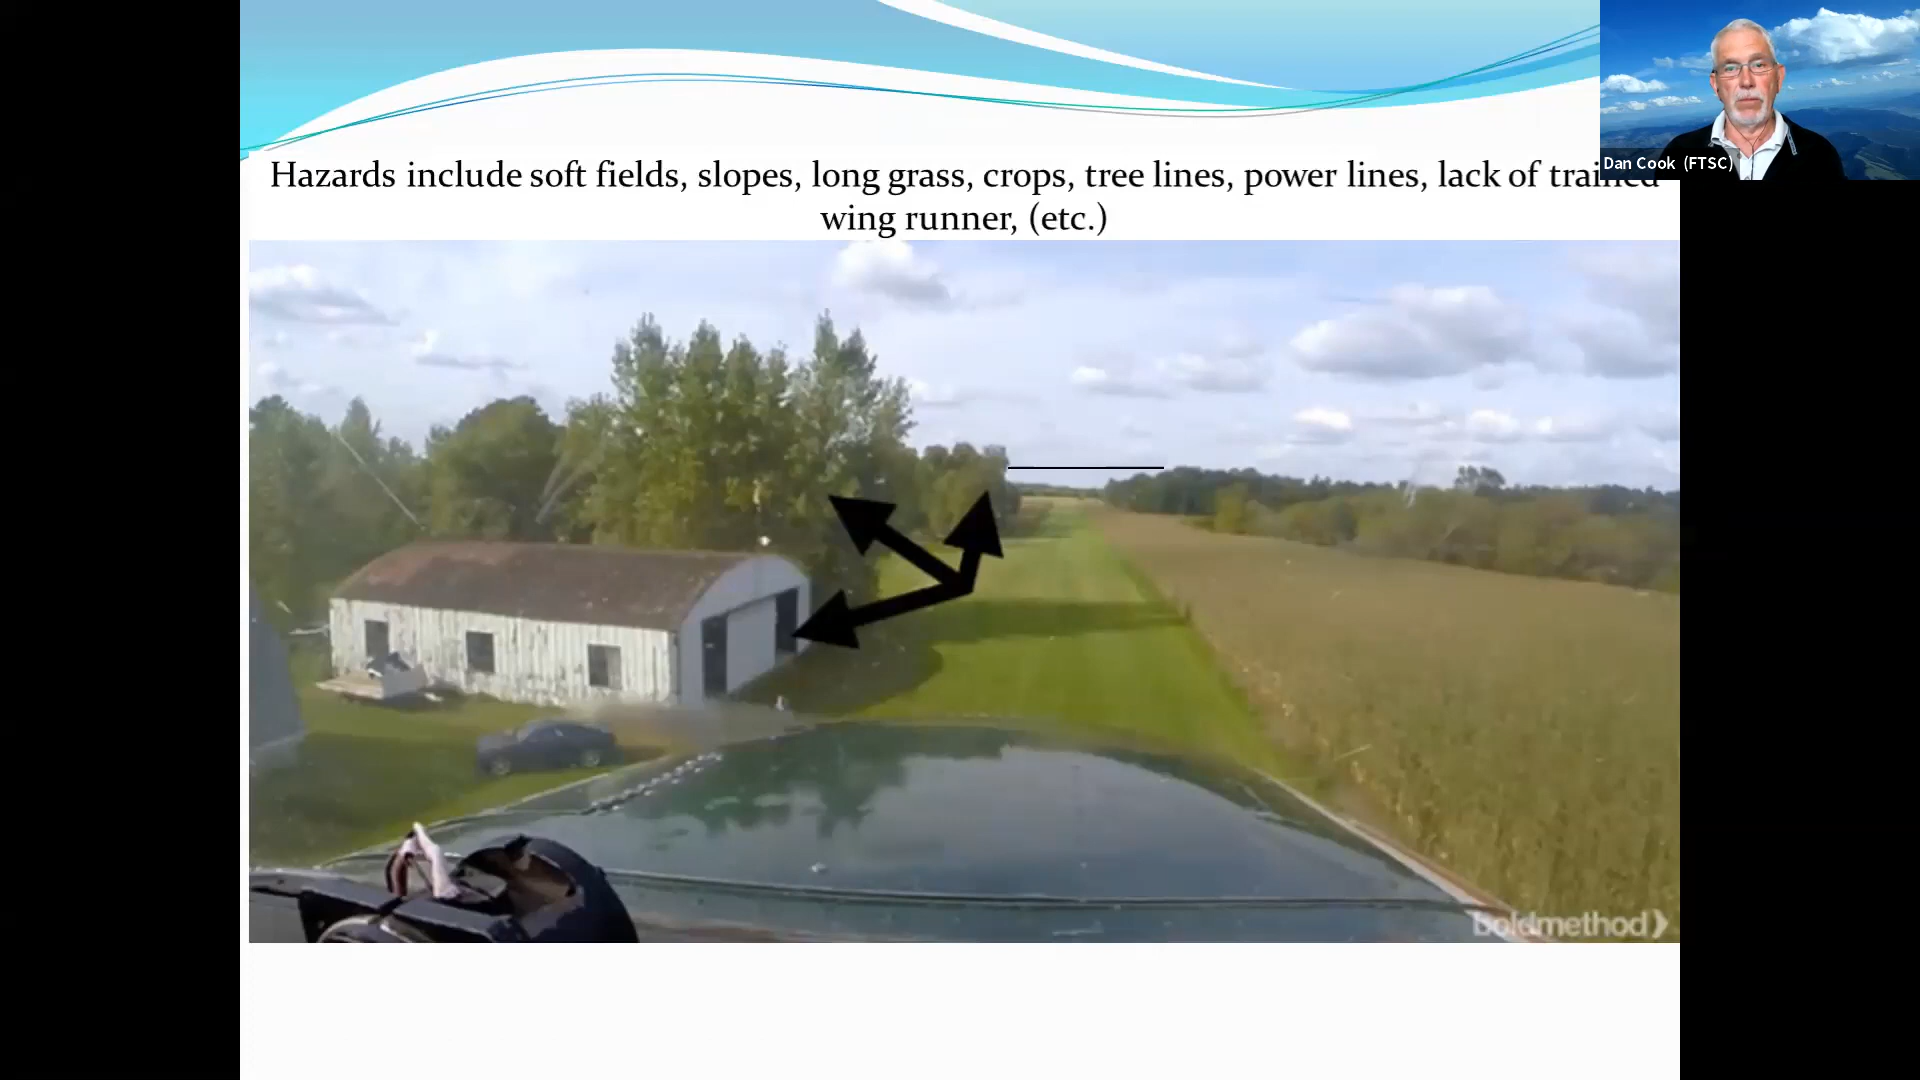 Hazards include soft fields, slopes, long grass, crops, tree lines, power lines, lack of trained
wing runner, (etc.)
Dan Cook (FTSC)
boldmethod